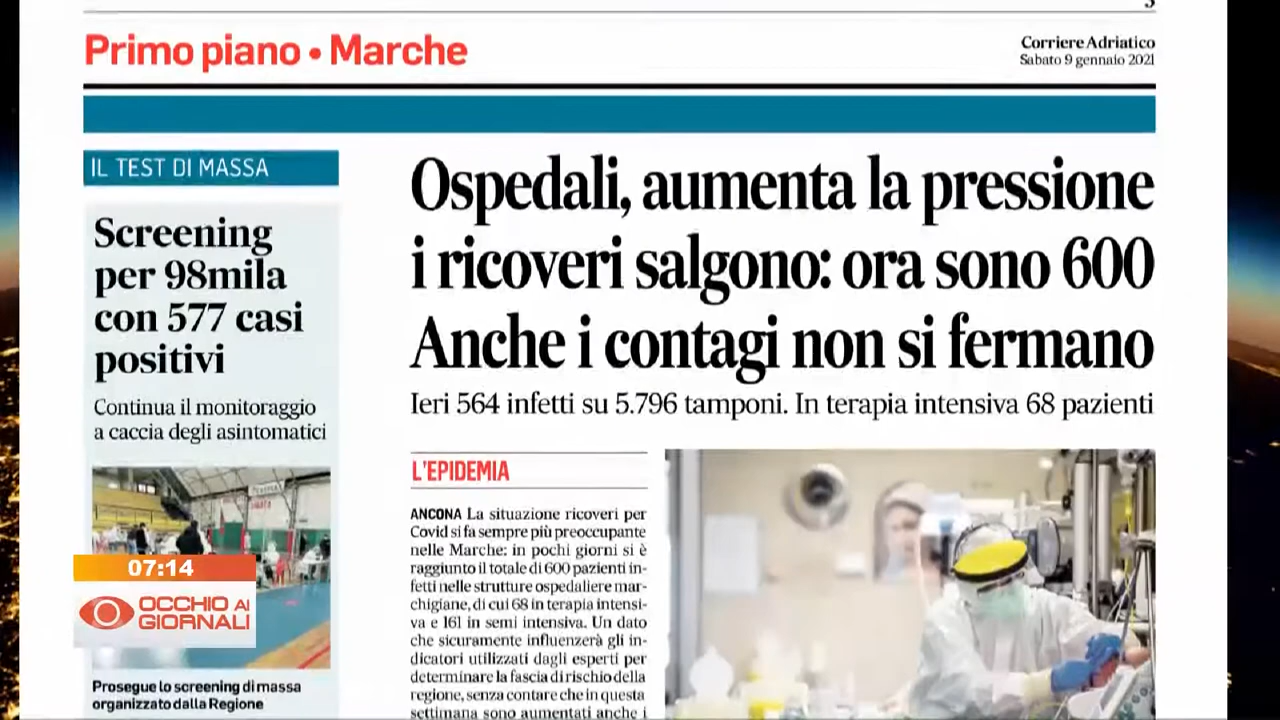 Primo piano • Marche
Corriere Adriatico
Sabato 9 gennaio 2021
IL TEST DI MASSA
Screening
per 98mila
con 577 casi
positivi
Continua il monitoraggio
a caccia degli asintomatici
07:14
OCCHIO AI
GIORNALI
Prosegue lo screening di massa
organizzato dalla Regione
Ospedali, aumenta la pressione
i ricoveri salgono: ora sono 600
Anche i contagi non si fermano
Ieri 564 infetti su 5.796 tamponi. In terapia intensiva 68 pazienti
L'EPIDEMIA
ANCONA La situazione ricoveri per
Covid si fa sempre più preoccupante
nelle Marche: in pochi giorni si è
raggiunto il totale di 600 pazienti in-
fetti nelle strutture ospedaliere mar-
chigiane, di cui 68 in terapia intensi-
va e 161 in semi intensiva. Un dato
che sicuramente influenzerà gli in-
dicatori utilizzati dagli esperti per
determinare la fascia di rischio della
regione, senza contare che in questa
settimana sono aumentati anche i